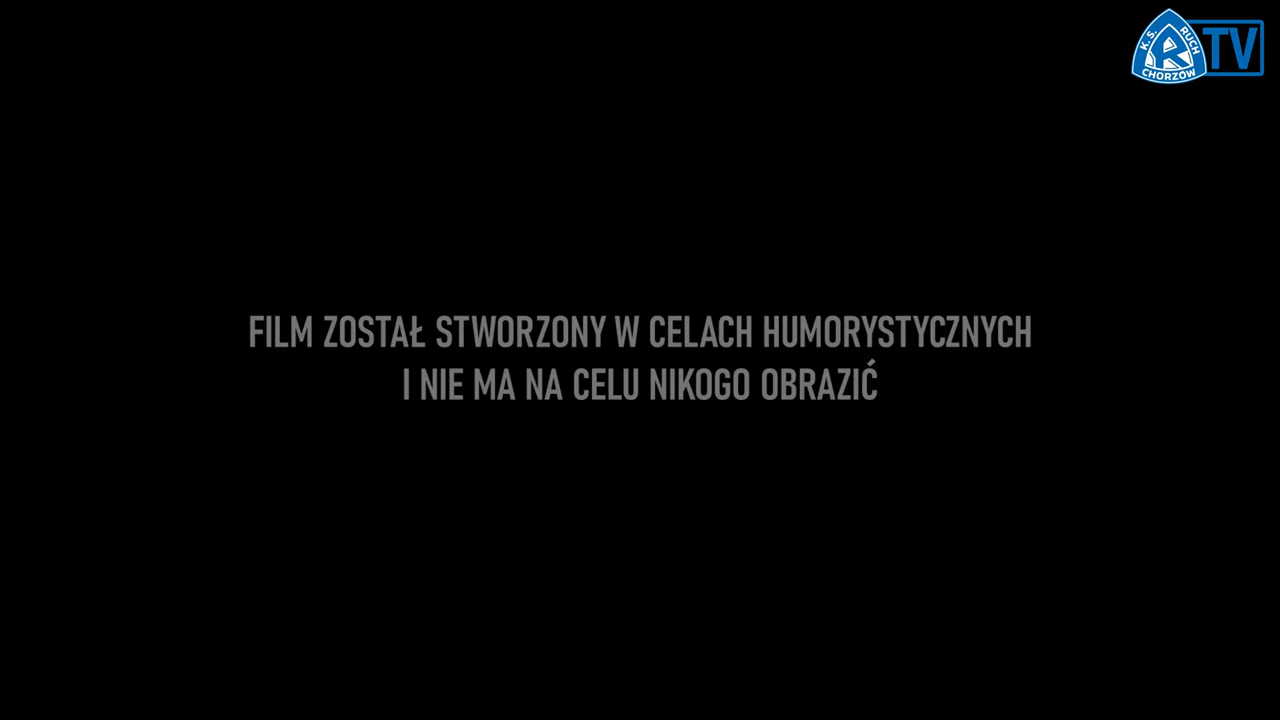 K.S. RUCH
CHORZÓW
TV
FILM ZOSTAŁ STWORZONY W CELACH HUMORYSTYCZNYCH
I NIE MA NA CELU NIKOGO OBRAZIĆ